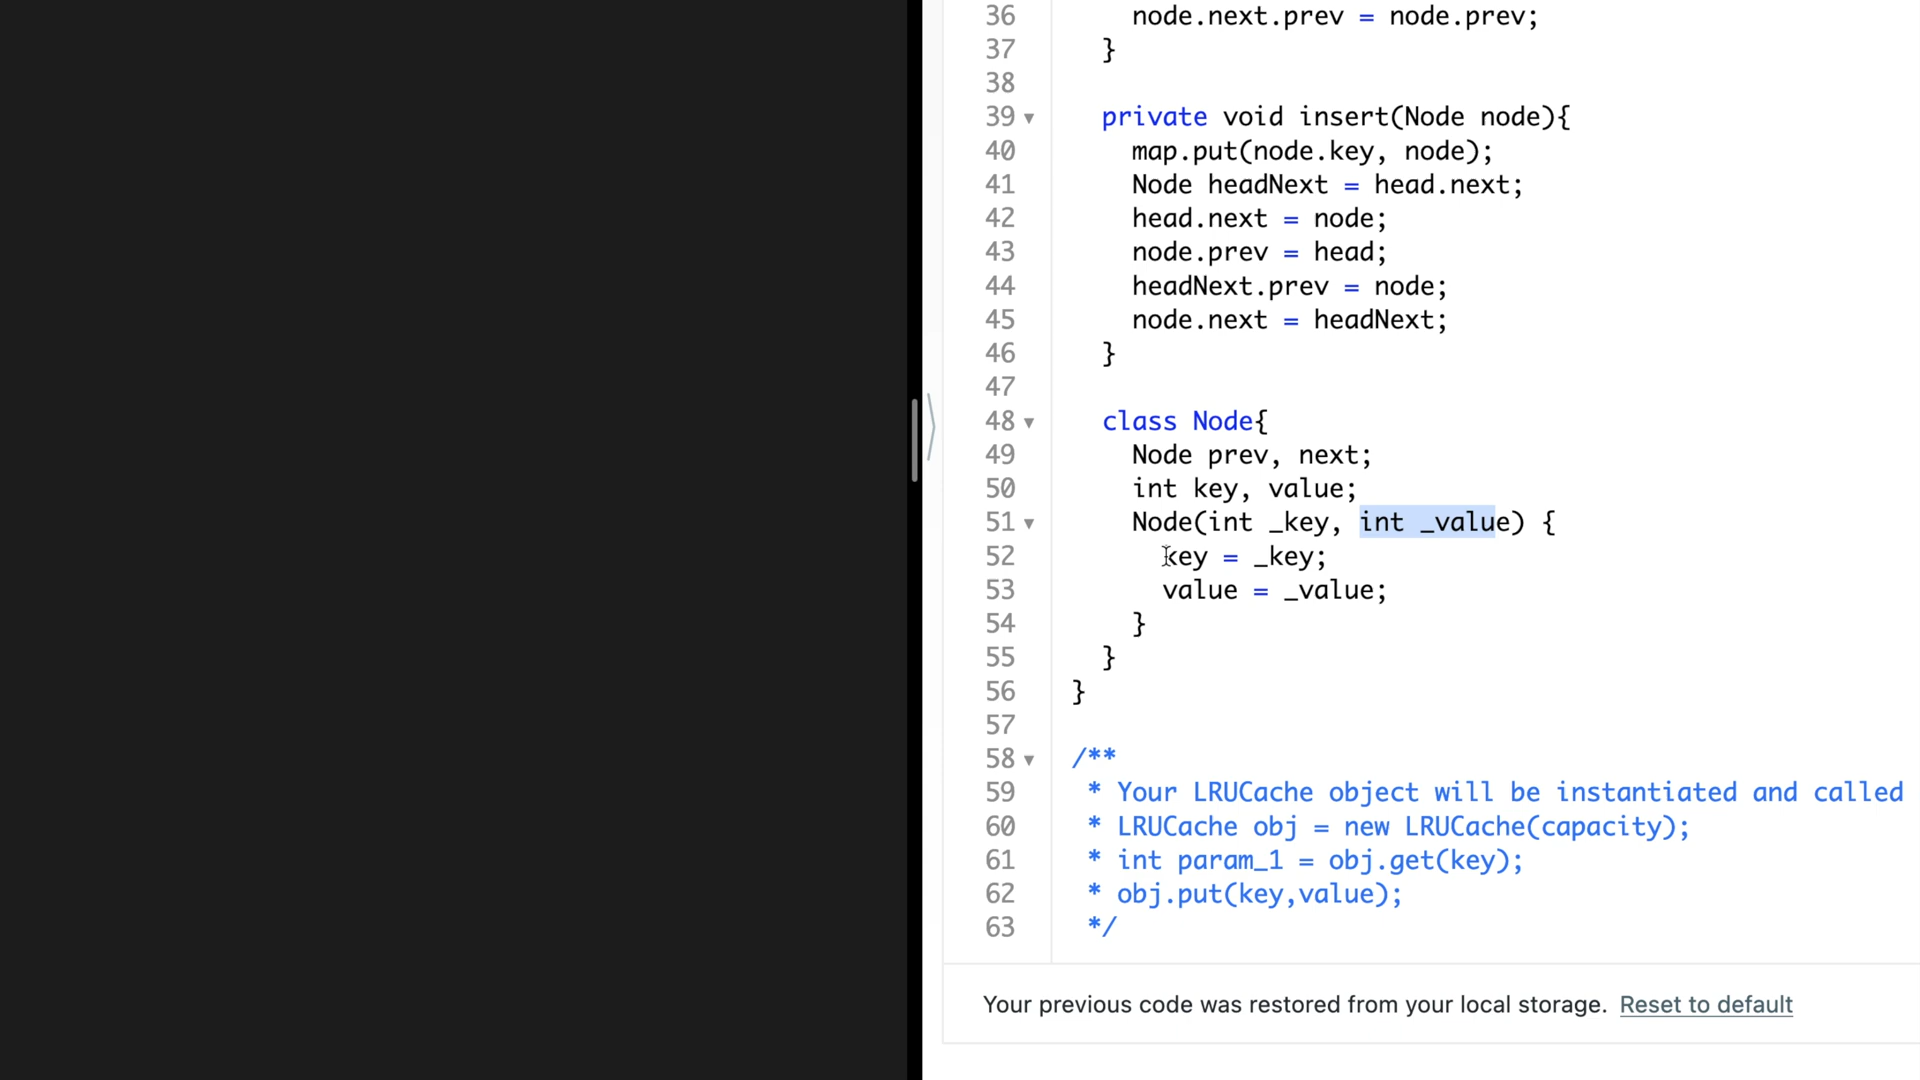 36 node.next.prev = node.prev;
37 }
38
39 private void insert(Node node){
40 map.put(node.key, node);
41 Node headNext = head.next;
42 head.next = node;
43 node.prev = head;
44 headNext.prev = node;
45 node.next = headNext;
46 }
47
48 class Node{
49 Node prev, next;
50 int key, value;
51 Node(int _key, int _value) {
52 key = _key;
53 value = _value;
54 }
55 }
56 }
57
58 /**
59 * Your LRUCache object will be instantiated and called
60 * LRUCache obj = new LRUCache(capacity);
61 * int param_1 = obj.get(key);
62 * obj.put(key,value);
63 */
Your previous code was restored from your local storage. Reset to default